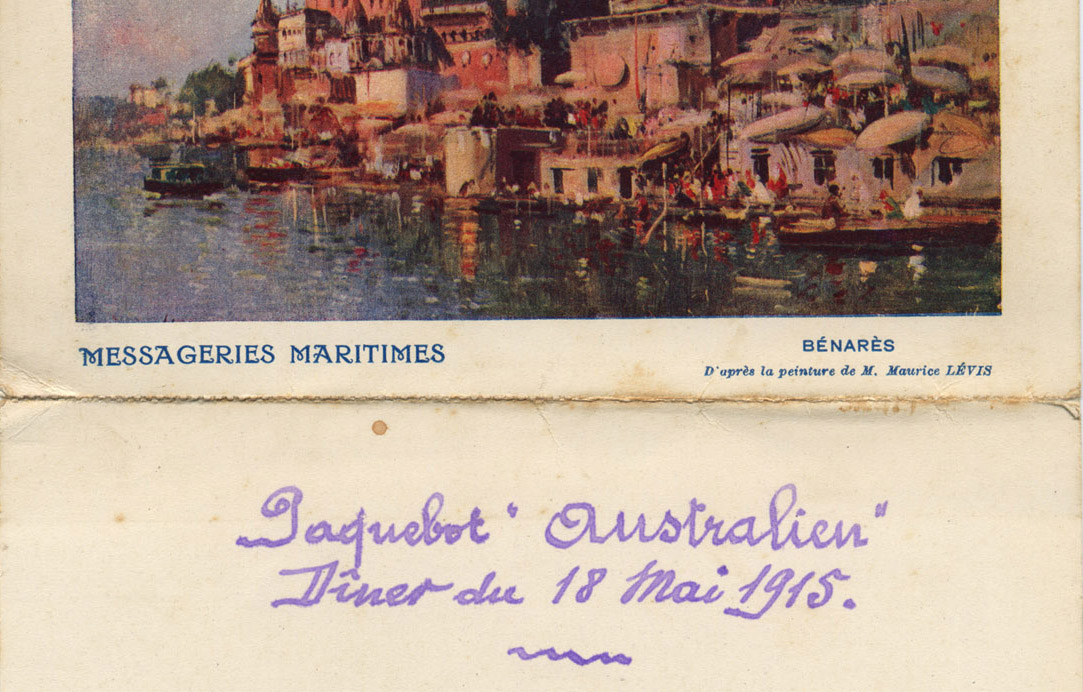 MESSAGERIES MARITIMES
BÉNARÈS
D'après la peinture de M. Maurice LÉVIS
Paquebot "Australien"
Dîner du 18 Mai 1915.